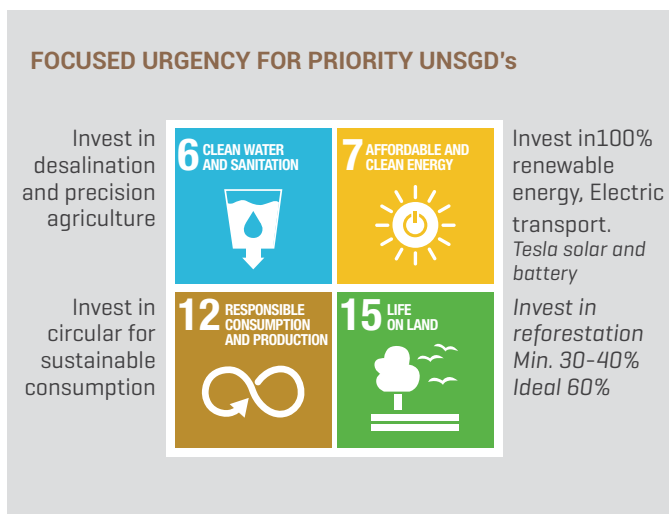 FOCUSED URGENCY FOR PRIORITY UNSGD's
Invest in
desalination
and precision
agriculture
6 CLEAN WATER
AND SANITATION
7 AFFORDABLE AND
CLEAN ENERGY
Invest in100%
renewable
energy, Electric
transport.
Tesla solar and
battery
Invest in
circular for
sustainable
consumption
12 RESPONSIBLE
CONSUMPTION
AND PRODUCTION
15 LIFE
ON LAND
Invest in
reforestation
Min. 30-40%
Ideal 60%